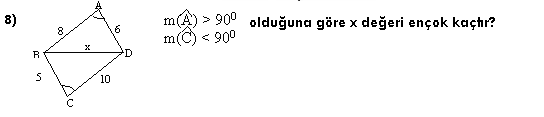 8)
A
8
6
x
B
D
5
10
C
m(Â) > 90⁰
m(Ĉ) < 90⁰
olduğuna göre x değeri ençok kaçtır?